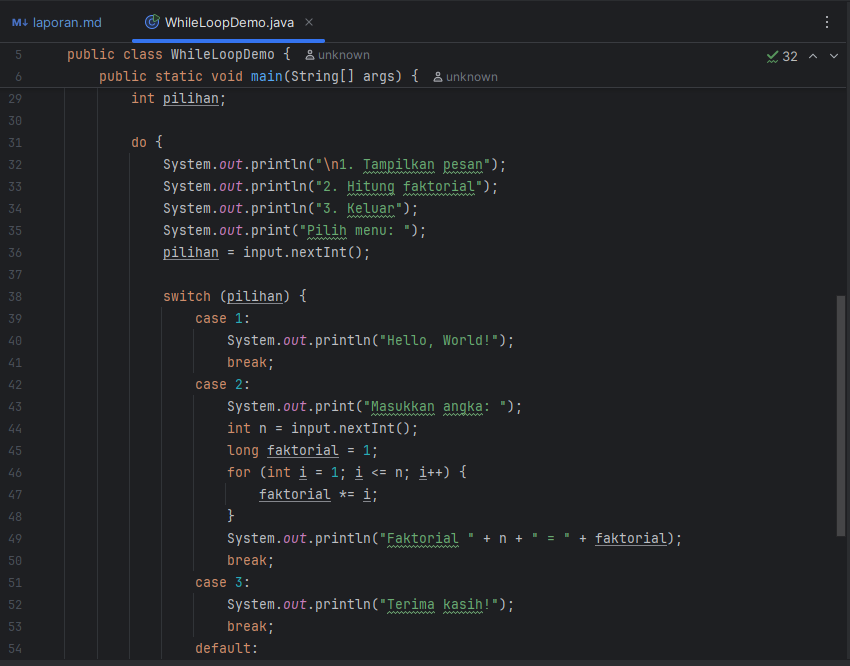 M↓ laporan.md WhileLoopDemo.java
32
5 public class WhileLoopDemo { unknown
6 public static void main(String[] args) { unknown
29 int pilihan;
30
31 do {
32 System.out.println("\n1. Tampilkan pesan");
33 System.out.println("2. Hitung faktorial");
34 System.out.println("3. Keluar");
35 System.out.print("Pilih menu: ");
36 pilihan = input.nextInt();
37
38 switch (pilihan) {
39 case 1:
40 System.out.println("Hello, World!");
41 break;
42 case 2:
43 System.out.print("Masukkan angka: ");
44 int n = input.nextInt();
45 long faktorial = 1;
46 for (int i = 1; i <= n; i++) {
47 faktorial *= i;
48 }
49 System.out.println("Faktorial " + n + " = " + faktorial);
50 break;
51 case 3:
52 System.out.println("Terima kasih!");
53 break;
54 default: